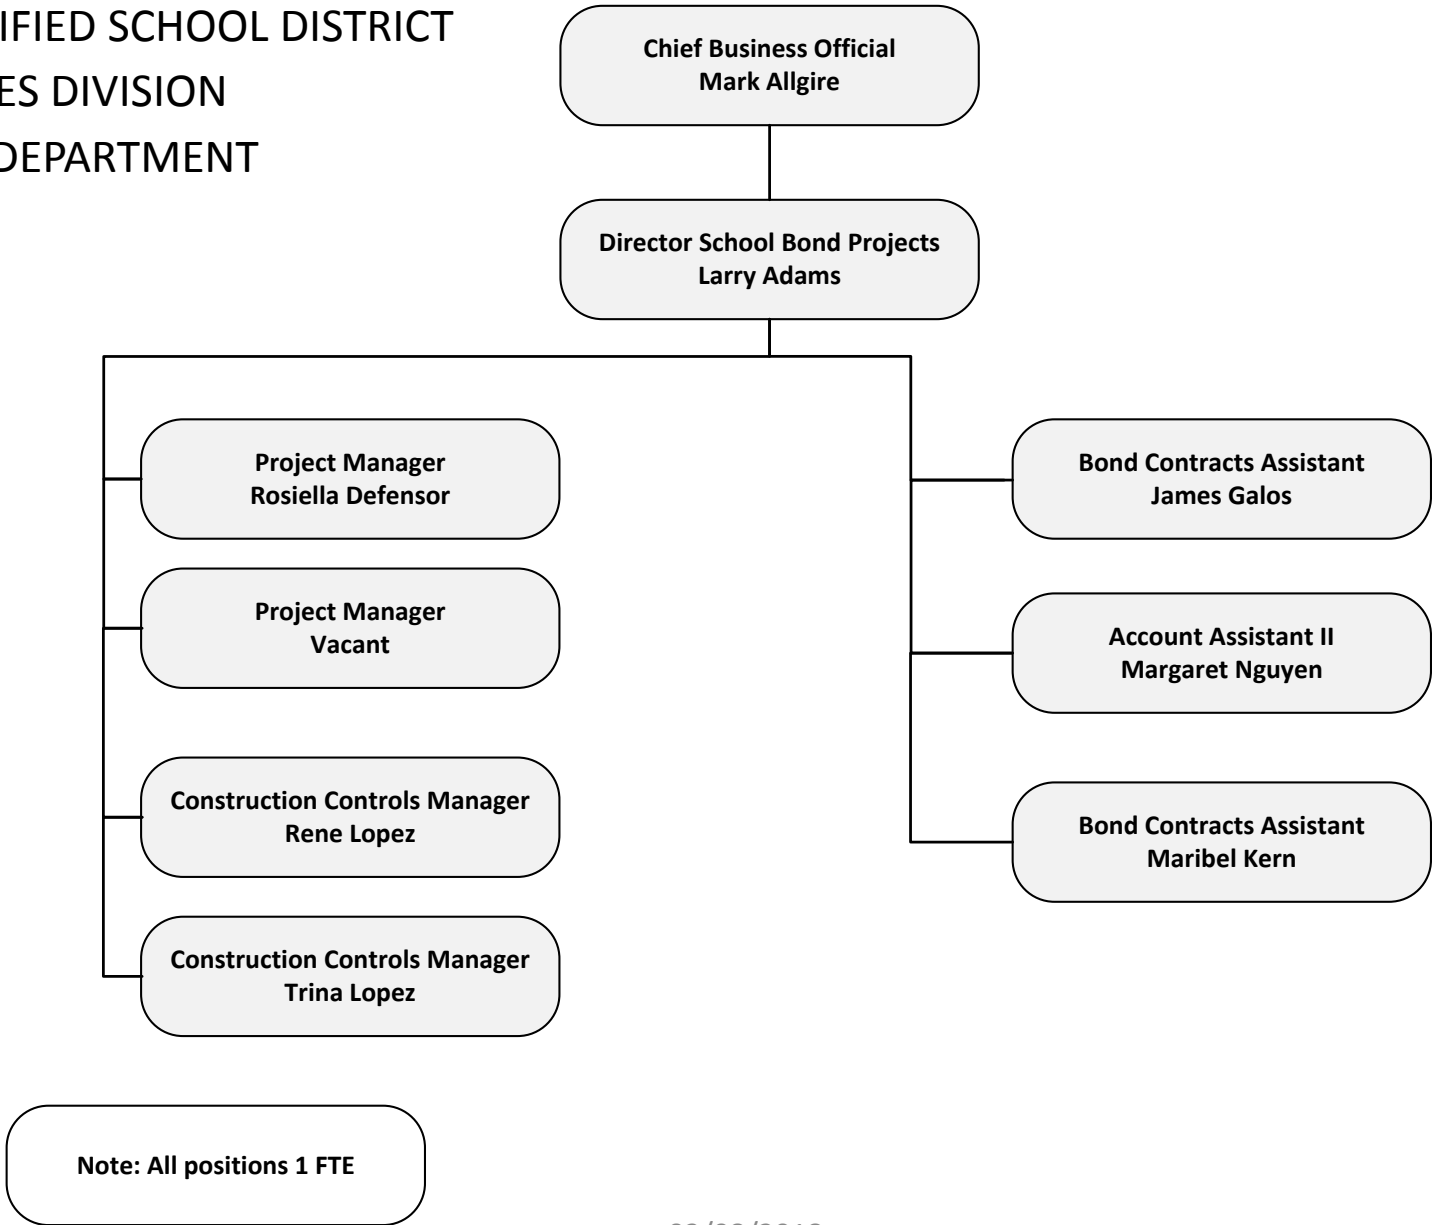 SCHOOL DISTRICT
DIVISION
DEPARTMENT
Chief Business Official
Mark Allgire
Director School Bond Projects
Larry Adams
Project Manager
Rosiella Defensor
Project Manager
Vacant
Construction Controls Manager
Rene Lopez
Construction Controls Manager
Trina Lopez
Bond Contracts Assistant
James Galos
Account Assistant II
Margaret Nguyen
Bond Contracts Assistant
Maribel Kern
Note: All positions 1 FTE